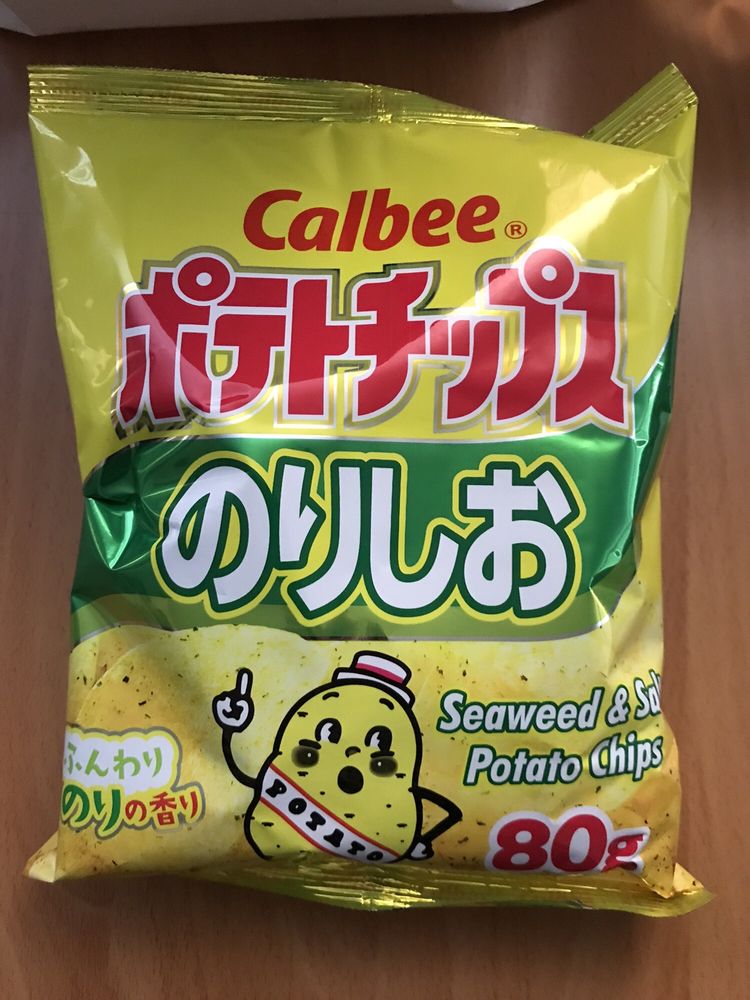 Calbee®
ポテトチップス
のりしお
Seaweed & Sal
Potato Chips
ふんわり
のりの香り
POTATO
80g